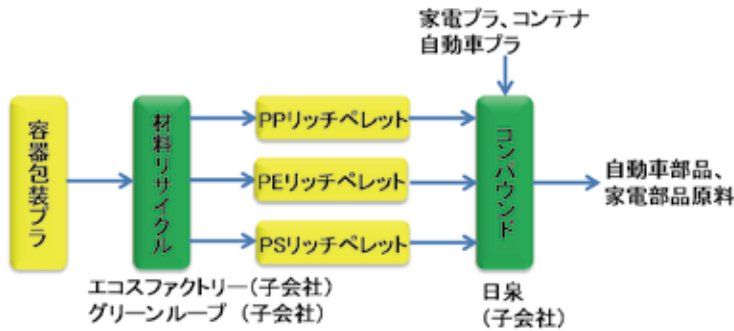 家電プラ、コンテナ
自動車プラ
容器包装プラ
材料リサイクル
PPリッチペレット
PEリッチペレット
PSリッチペレット
コンパウンド
自動車部品、
家電部品原料
エコスファクトリー(子会社)
グリーンループ (子会社)
日泉
(子会社)